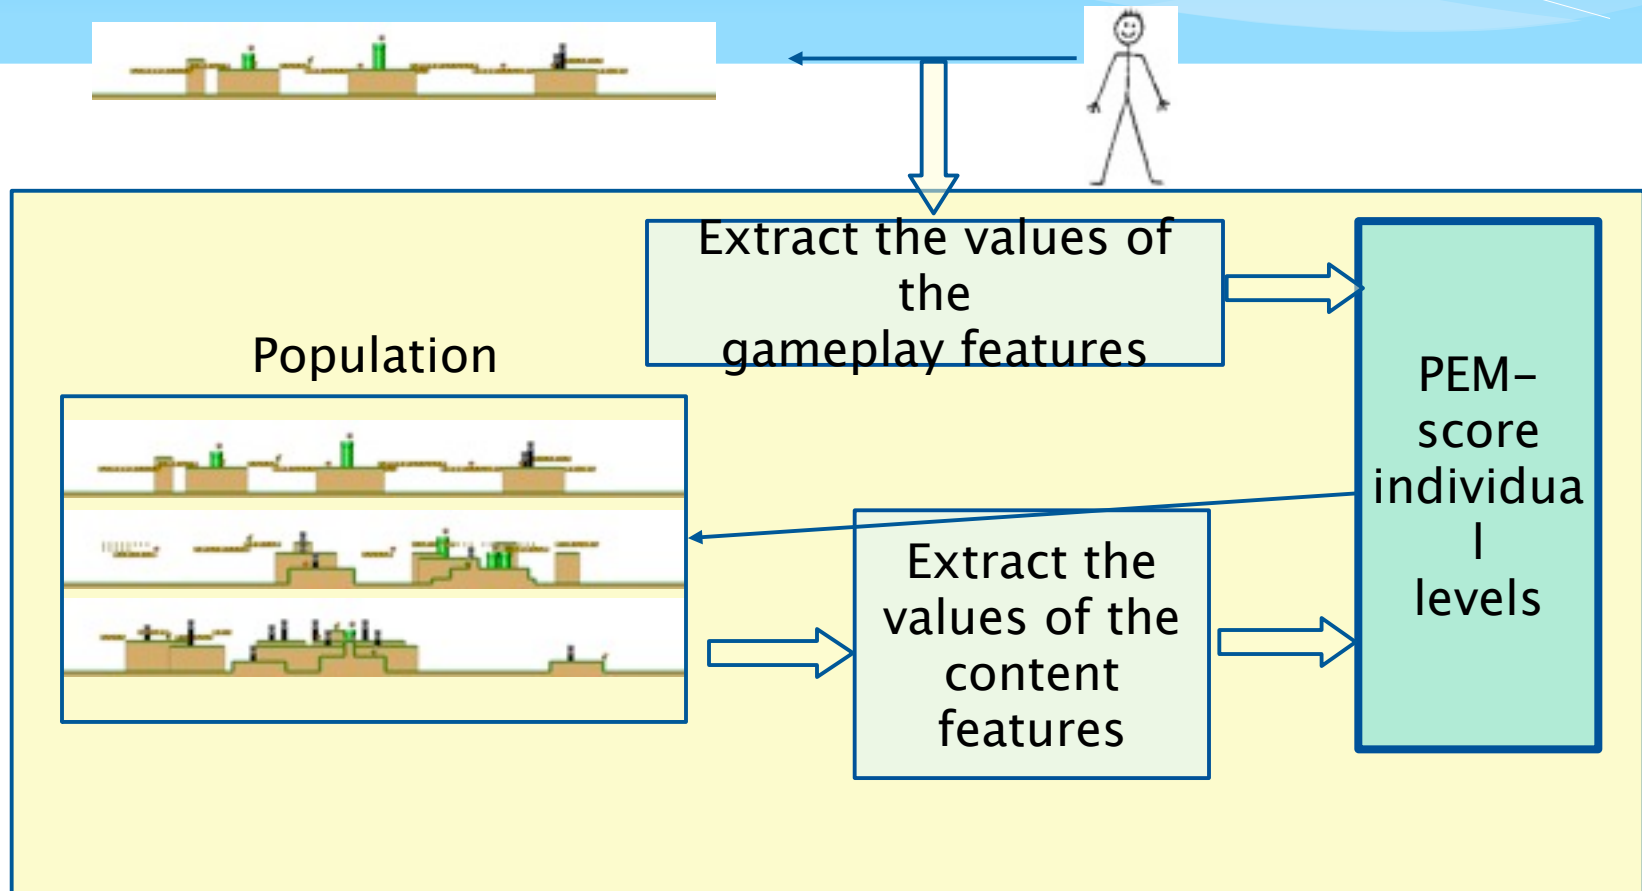 Extract the values of
the
gameplay features
Population
PEM-
score
individua
l
levels
Extract the
values of the
content
features